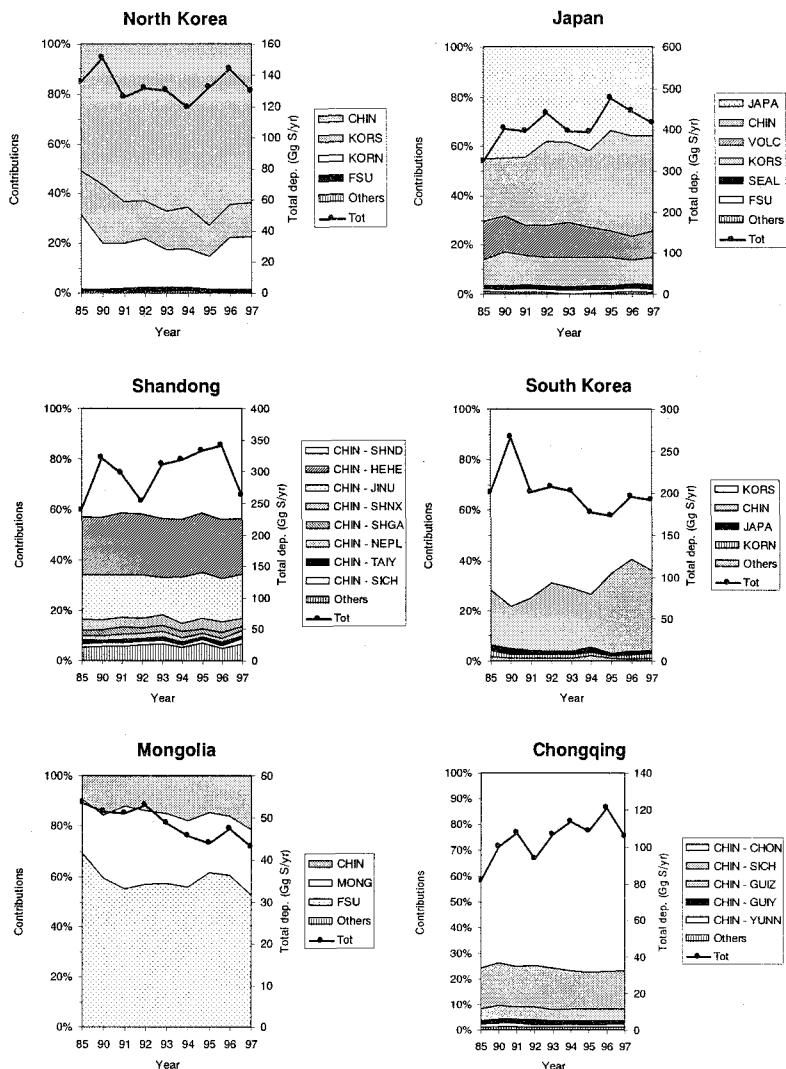 North Korea
100%
80%
60%
40%
20%
0%
Contributions
160
140
120
100
80
60
40
20
0
Total dep. (Gg S/yr)
85 90 91 92 93 94 95 96 97
Year
CHIN
KORS
KORN
FSU
Others
Tot
Japan
100%
80%
60%
40%
20%
0%
Contributions
600
500
400
300
200
100
0
Total dep. (Gg S/yr)
85 90 91 92 93 94 95 96 97
Year
JAPA
CHIN
VOLC
KORS
SEAL
FSU
Others
Tot
Shandong
100%
80%
60%
40%
20%
0%
Contributions
400
350
300
250
200
150
100
50
0
Total dep. (Gg S/yr)
85 90 91 92 93 94 95 96 97
Year
CHIN - SHND
CHIN - HEHE
CHIN - JINU
CHIN - SHNX
CHIN - SHGA
CHIN - NEPL
CHIN - TAIY
CHIN - SICH
Others
Tot
South Korea
100%
80%
60%
40%
20%
0%
Contributions
300
250
200
150
100
50
0
Total dep. (Gg S/yr)
85 90 91 92 93 94 95 96 97
Year
KORS
CHIN
JAPA
KORN
Others
Tot
Mongolia
100%
80%
60%
40%
20%
0%
Contributions
60
50
40
30
20
10
0
Total dep. (Gg S/yr)
85 90 91 92 93 94 95 96 97
Year
CHIN
MONG
FSU
Others
Tot
Chongqing
100%
90%
80%
70%
60%
50%
40%
30%
20%
10%
0%
Contributions
140
120
100
80
60
40
20
0
Total dep. (Gg S/yr)
85 90 91 92 93 94 95 96 97
Year
CHIN - CHON
CHIN - SICH
CHIN - GUIZ
CHIN - GUIY
CHIN - YUNN
Others
Tot